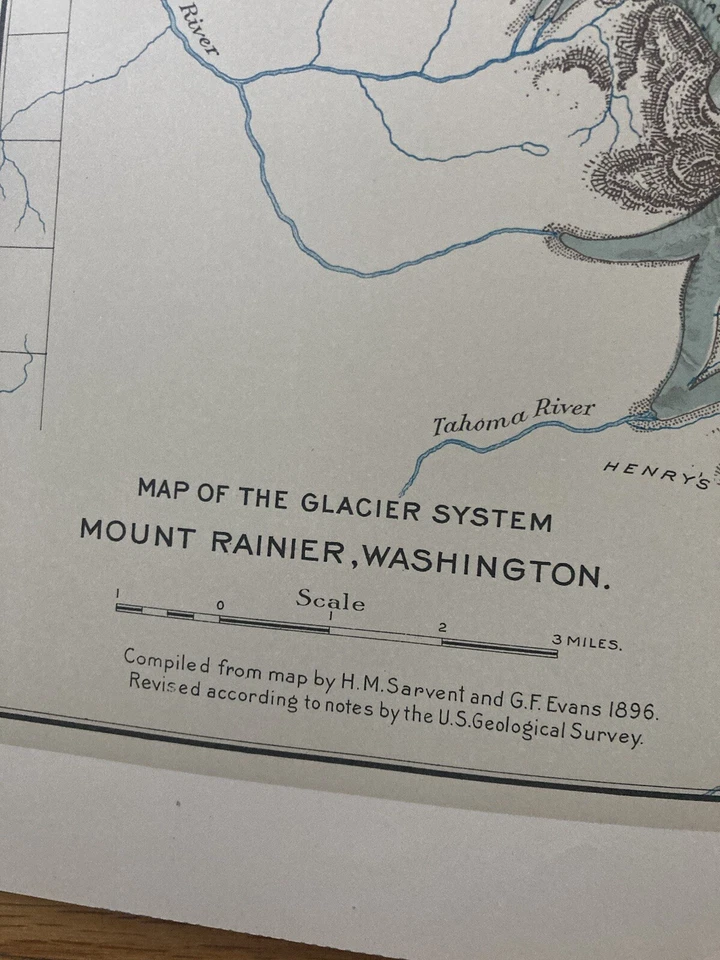 River
Tahoma River
HENRY'S
MAP OF THE GLACIER SYSTEM
MOUNT RAINIER, WASHINGTON.
Scale
1 0 1 2 3 MILES.
Compiled from map by H.M. Sarvent and G.F. Evans 1896.
Revised according to notes by the U.S. Geological Survey.